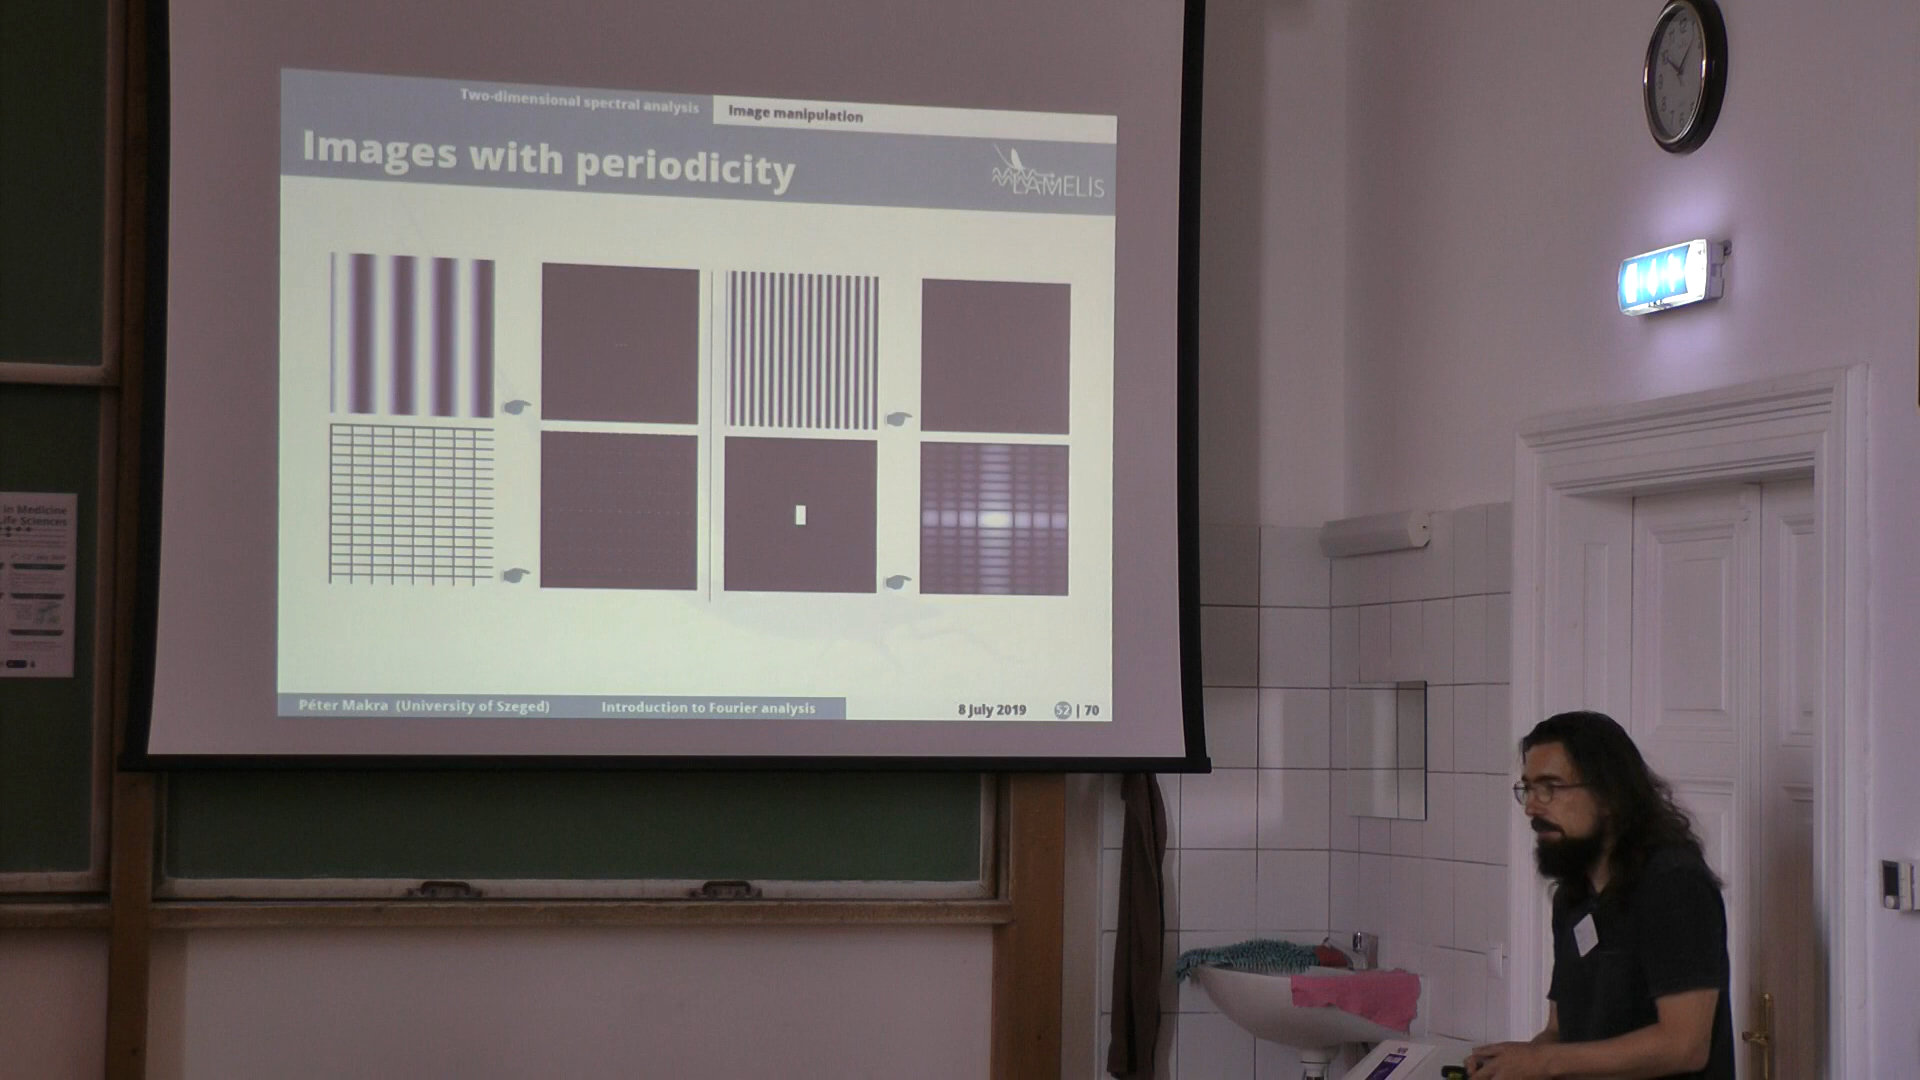 Two-dimensional spectral analysis
Image manipulation
Images with periodicity
LAMELIS
in Medicine
Life Sciences
Péter Makra (University of Szeged)
Introduction to Fourier analysis
8 July 2019
52 | 70